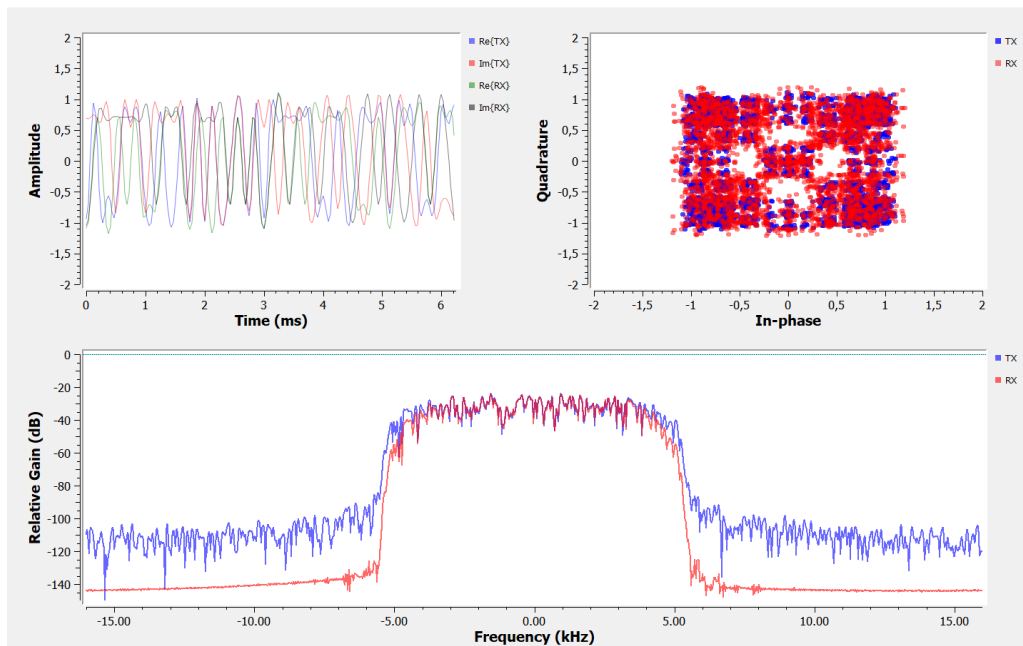 2
1,5
1
0,5
0
-0,5
-1
-1,5
-2
Amplitude
0 1 2 3 4 5 6
Time (ms)
Re{TX}
Im{TX}
Re{RX}
Im{RX}
2
1,5
1
0,5
0
-0,5
-1
-1,5
-2
Quadrature
-2 -1,5 -1 -0,5 0 0,5 1 1,5 2
In-phase
TX
RX
0
-20
-40
-60
-80
-100
-120
-140
Relative Gain (dB)
-15.00 -10.00 -5.00 0.00 5.00 10.00 15.00
Frequency (kHz)
TX
RX